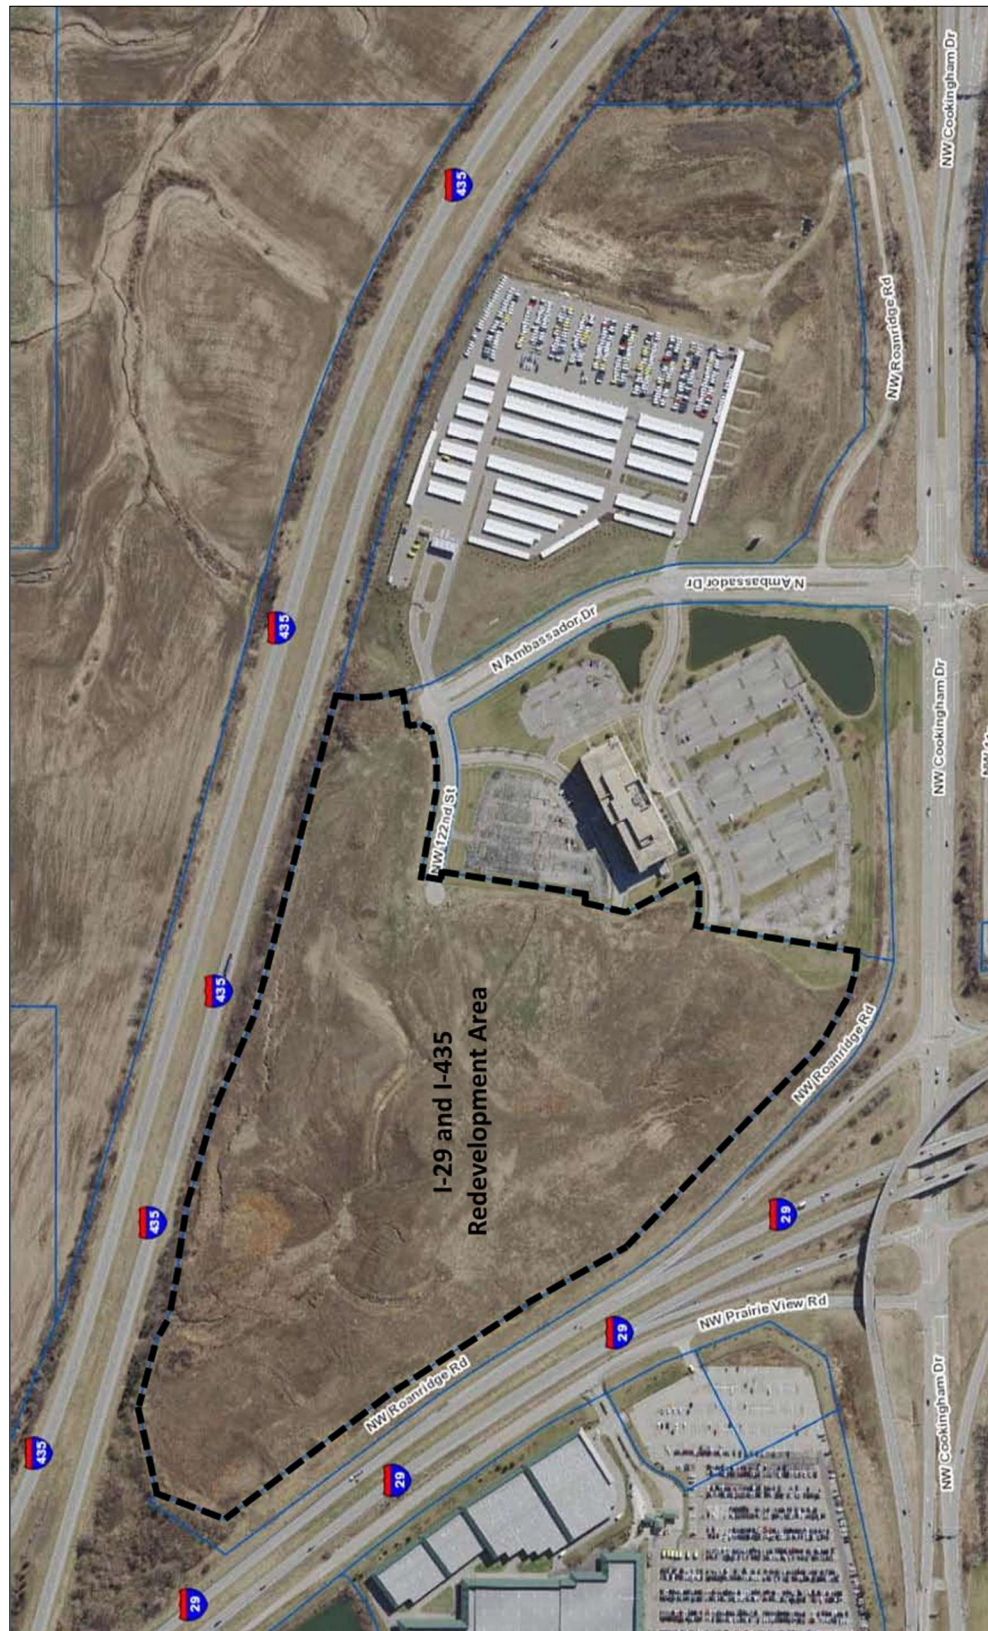 I-29 and I-435
Redevelopment Area
435
435
435
435
435
29
29
29
29
NW Cookingham Dr
NW Roanridge Rd
N Ambassador Dr
N Ambassador Dr
NW Cookingham Dr
NW 122nd St
NW Roanridge Rd
NW Prairie View Rd
NW Roanridge Rd
NW Cookingham Dr